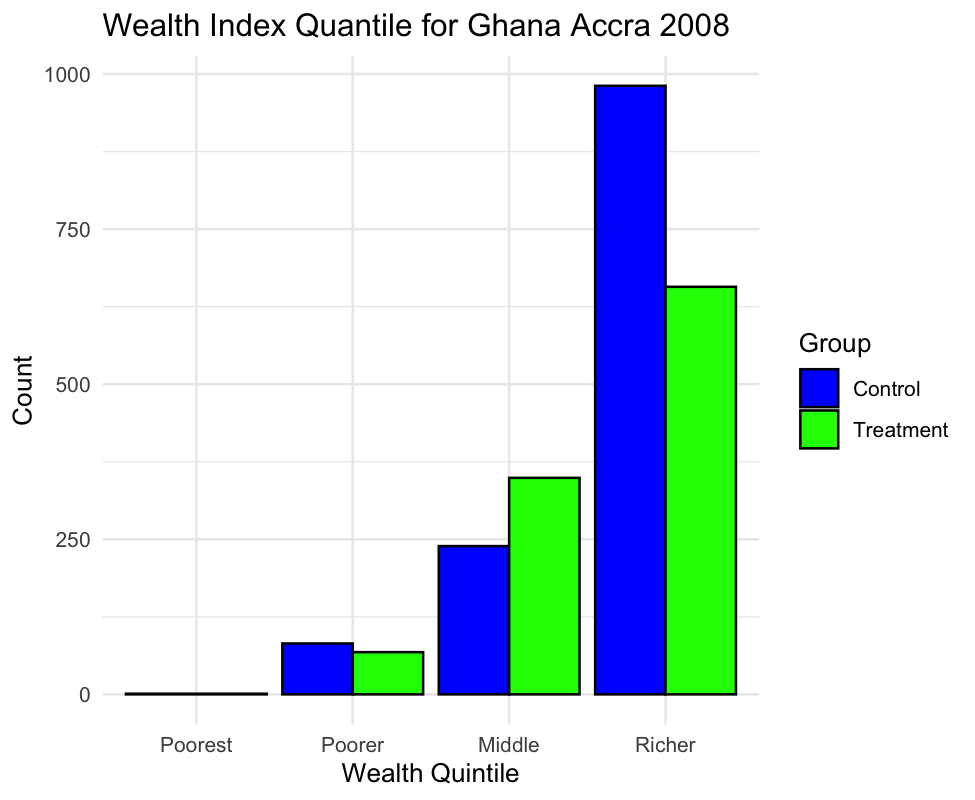 Wealth Index Quantile for Ghana Accra 2008
1000
750
500
250
0
Count
Poorest Poorer Middle Richer
Wealth Quintile
Group
Control
Treatment